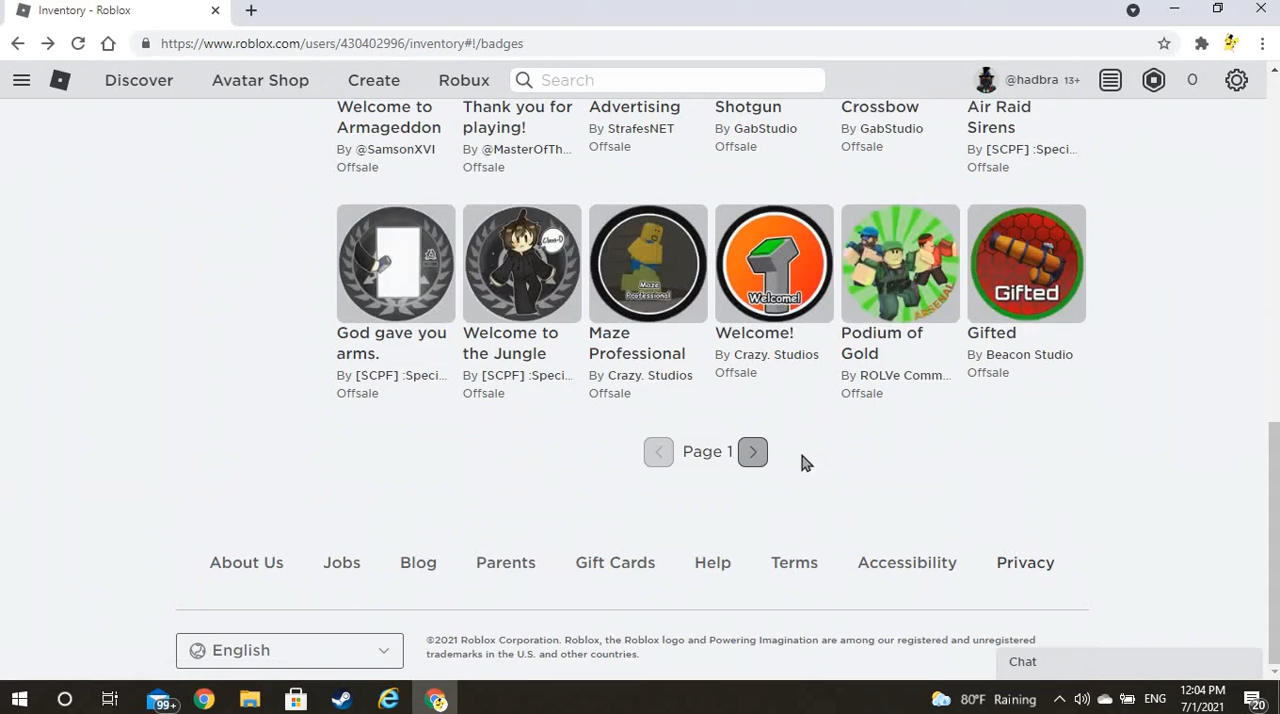 Inventory - Roblox
https://www.roblox.com/users/430402996/inventory#!/badges
Discover Avatar Shop Create Robux Search @hadbra 13+ 0
Welcome to Armageddon
By @SamsonXVI
Offsale
Thank you for playing!
By @MasterOfTh...
Offsale
Advertising
By StrafesNET
Offsale
Shotgun
By GabStudio
Offsale
Crossbow
By GabStudio
Offsale
Air Raid Sirens
By [SCPF] :Speci...
Offsale
God gave you arms.
By [SCPF] :Speci...
Offsale
Class-D
Welcome to the Jungle
By [SCPF] :Speci...
Offsale
Maze Professional
Maze Professional
By Crazy. Studios
Offsale
Welcome!
Welcome!
By Crazy. Studios
Offsale
ARSENAL
Podium of Gold
By ROLVe Comm...
Offsale
Gifted
Gifted
By Beacon Studio
Offsale
Page 1
About Us Jobs Blog Parents Gift Cards Help Terms Accessibility Privacy
English
©2021 Roblox Corporation. Roblox, the Roblox logo and Powering Imagination are among our registered and unregistered
trademarks in the U.S. and other countries.
Chat
99+
80°F Raining
ENG
12:04 PM
7/1/2021
20